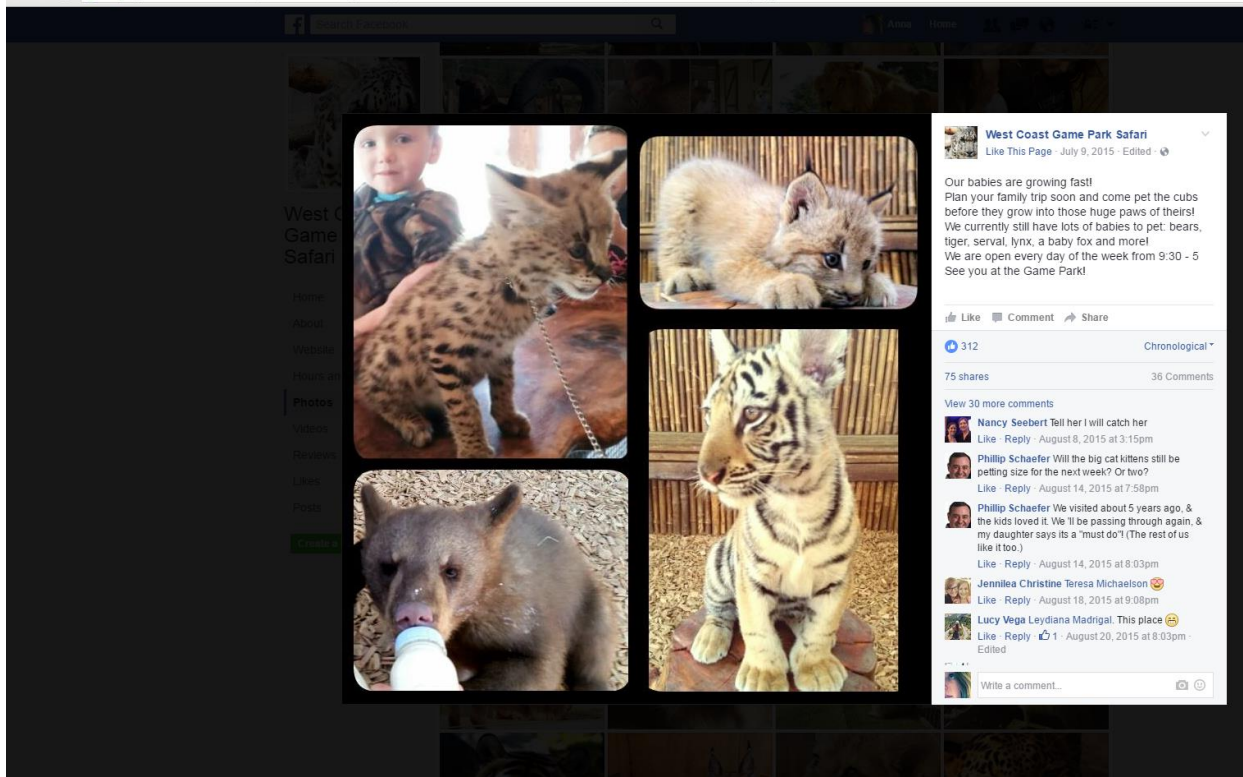 Search Facebook
Anna Home
West C
Game
Safari
Home
About
Website
Hours an
Photos
Videos
Reviews
Likes
Posts
Create a
West Coast Game Park Safari
Like This Page · July 9, 2015 · Edited ·
Our babies are growing fast!
Plan your family trip soon and come pet the cubs
before they grow into those huge paws of theirs!
We currently still have lots of babies to pet: bears,
tiger, serval, lynx, a baby fox and more!
We are open every day of the week from 9:30 - 5
See you at the Game Park!
Like Comment Share
312 Chronological
75 shares 36 Comments
View 30 more comments
Nancy Seebert Tell her I will catch her
Like · Reply · August 8, 2015 at 3:15pm
Phillip Schaefer Will the big cat kittens still be
petting size for the next week? Or two?
Like · Reply · August 14, 2015 at 7:58pm
Phillip Schaefer We visited about 5 years ago, &
the kids loved it. We 'll be passing through again, &
my daughter says its a "must do"! (The rest of us
like it too.)
Like · Reply · August 14, 2015 at 8:03pm
Jennilea Christine Teresa Michaelson
Like · Reply · August 18, 2015 at 9:08pm
Lucy Vega Leydiana Madrigal. This place
Like · Reply · 1 · August 20, 2015 at 8:03pm ·
Edited
Write a comment...